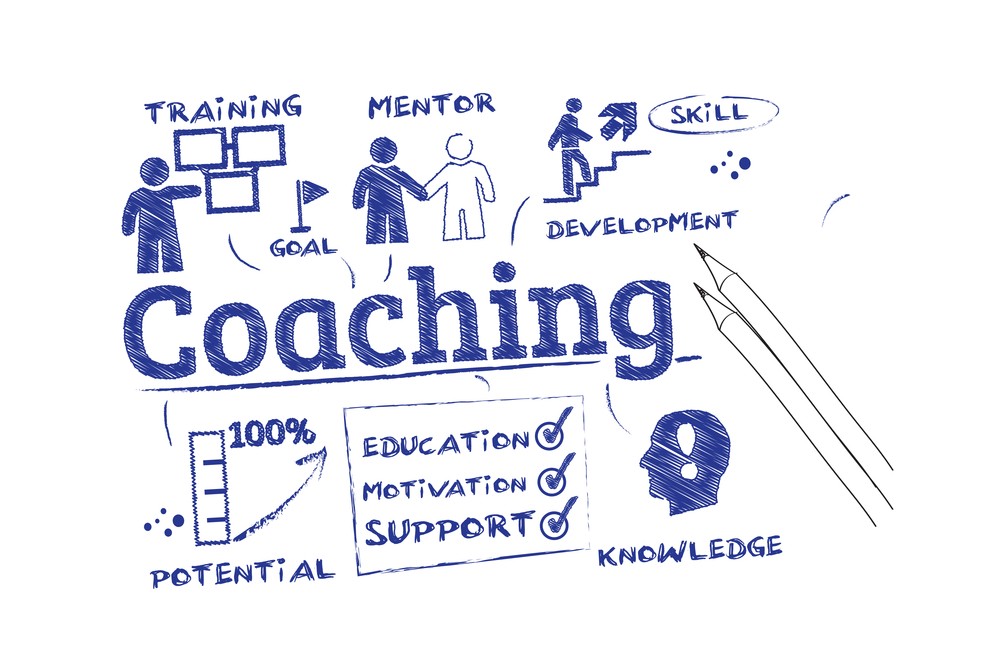 TRAiNiNG
MENTOR
SKiLL
GOAL
DEVELOPMENT
Coaching
100%
EDUCATiON
MOTiVATiON
SUPPORT
POTENTiAL
KNOWLEDGE